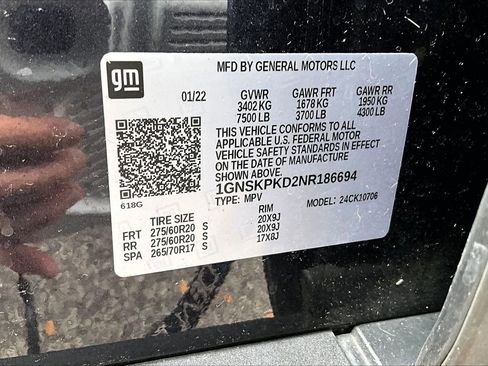 gm
MFD BY GENERAL MOTORS LLC
01/22 GVWR GAWR FRT GAWR RR
3402 KG 1678 KG 1950 KG
7500 LB 3700 LB 4300 LB
THIS VEHICLE CONFORMS TO ALL
APPLICABLE U.S. FEDERAL MOTOR
VEHICLE SAFETY STANDARDS IN EFFECT
ON THE DATE OF MANUFACTURE
SHOWN ABOVE.
1GNSKPKD2NR186694
TYPE: MPV MODEL: 24CK10706
618G
TIRE SIZE RIM
FRT 275/60R20 S 20X9J
RR 275/60R20 S 20X9J
SPA 265/70R17 S 17X8J